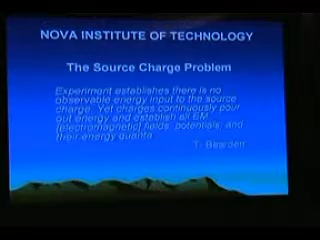 NOVA INSTITUTE OF TECHNOLOGY
The Source Charge Problem
Experiment establishes there is no
observable energy input to the source
charge. Yet charges continuously pour
out energy and establish all EM
(electromagnetic) fields, potentials, and
their energy quanta.
T. Bearden